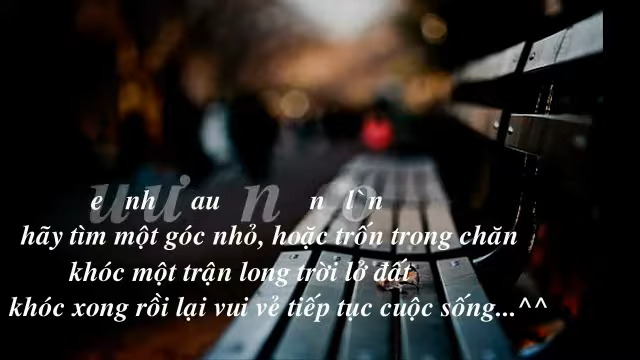 hãy tìm một góc nhỏ, hoặc trốn trong chăn
khóc một trận long trời lở đất
khóc xong rồi lại vui vẻ tiếp tục cuộc sống...^^